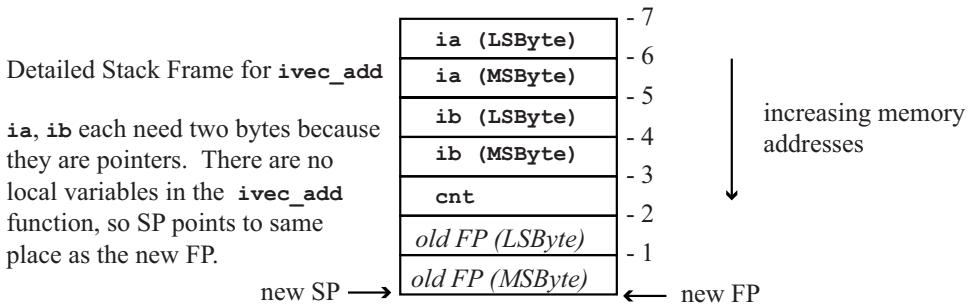 Detailed Stack Frame for ivec_add
ia, ib each need two bytes because
they are pointers. There are no
local variables in the ivec_add
function, so SP points to same
place as the new FP.
ia (LSByte)
ia (MSByte)
ib (LSByte)
ib (MSByte)
cnt
old FP (LSByte)
old FP (MSByte)
- 7
- 6
- 5
- 4
- 3
- 2
- 1
increasing memory
addresses
new SP
new FP